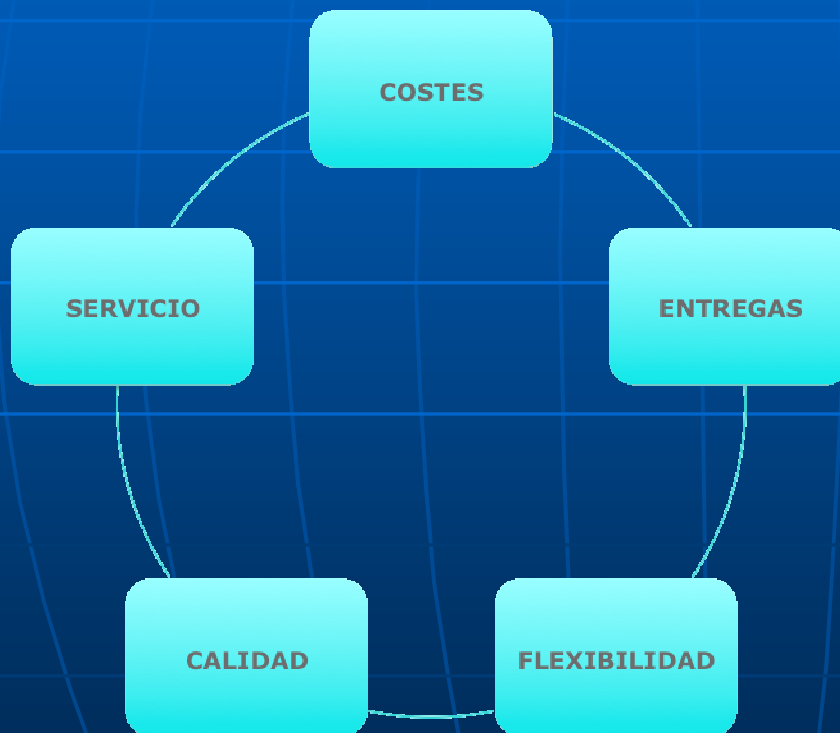 COSTES
SERVICIO
ENTREGAS
CALIDAD
FLEXIBILIDAD